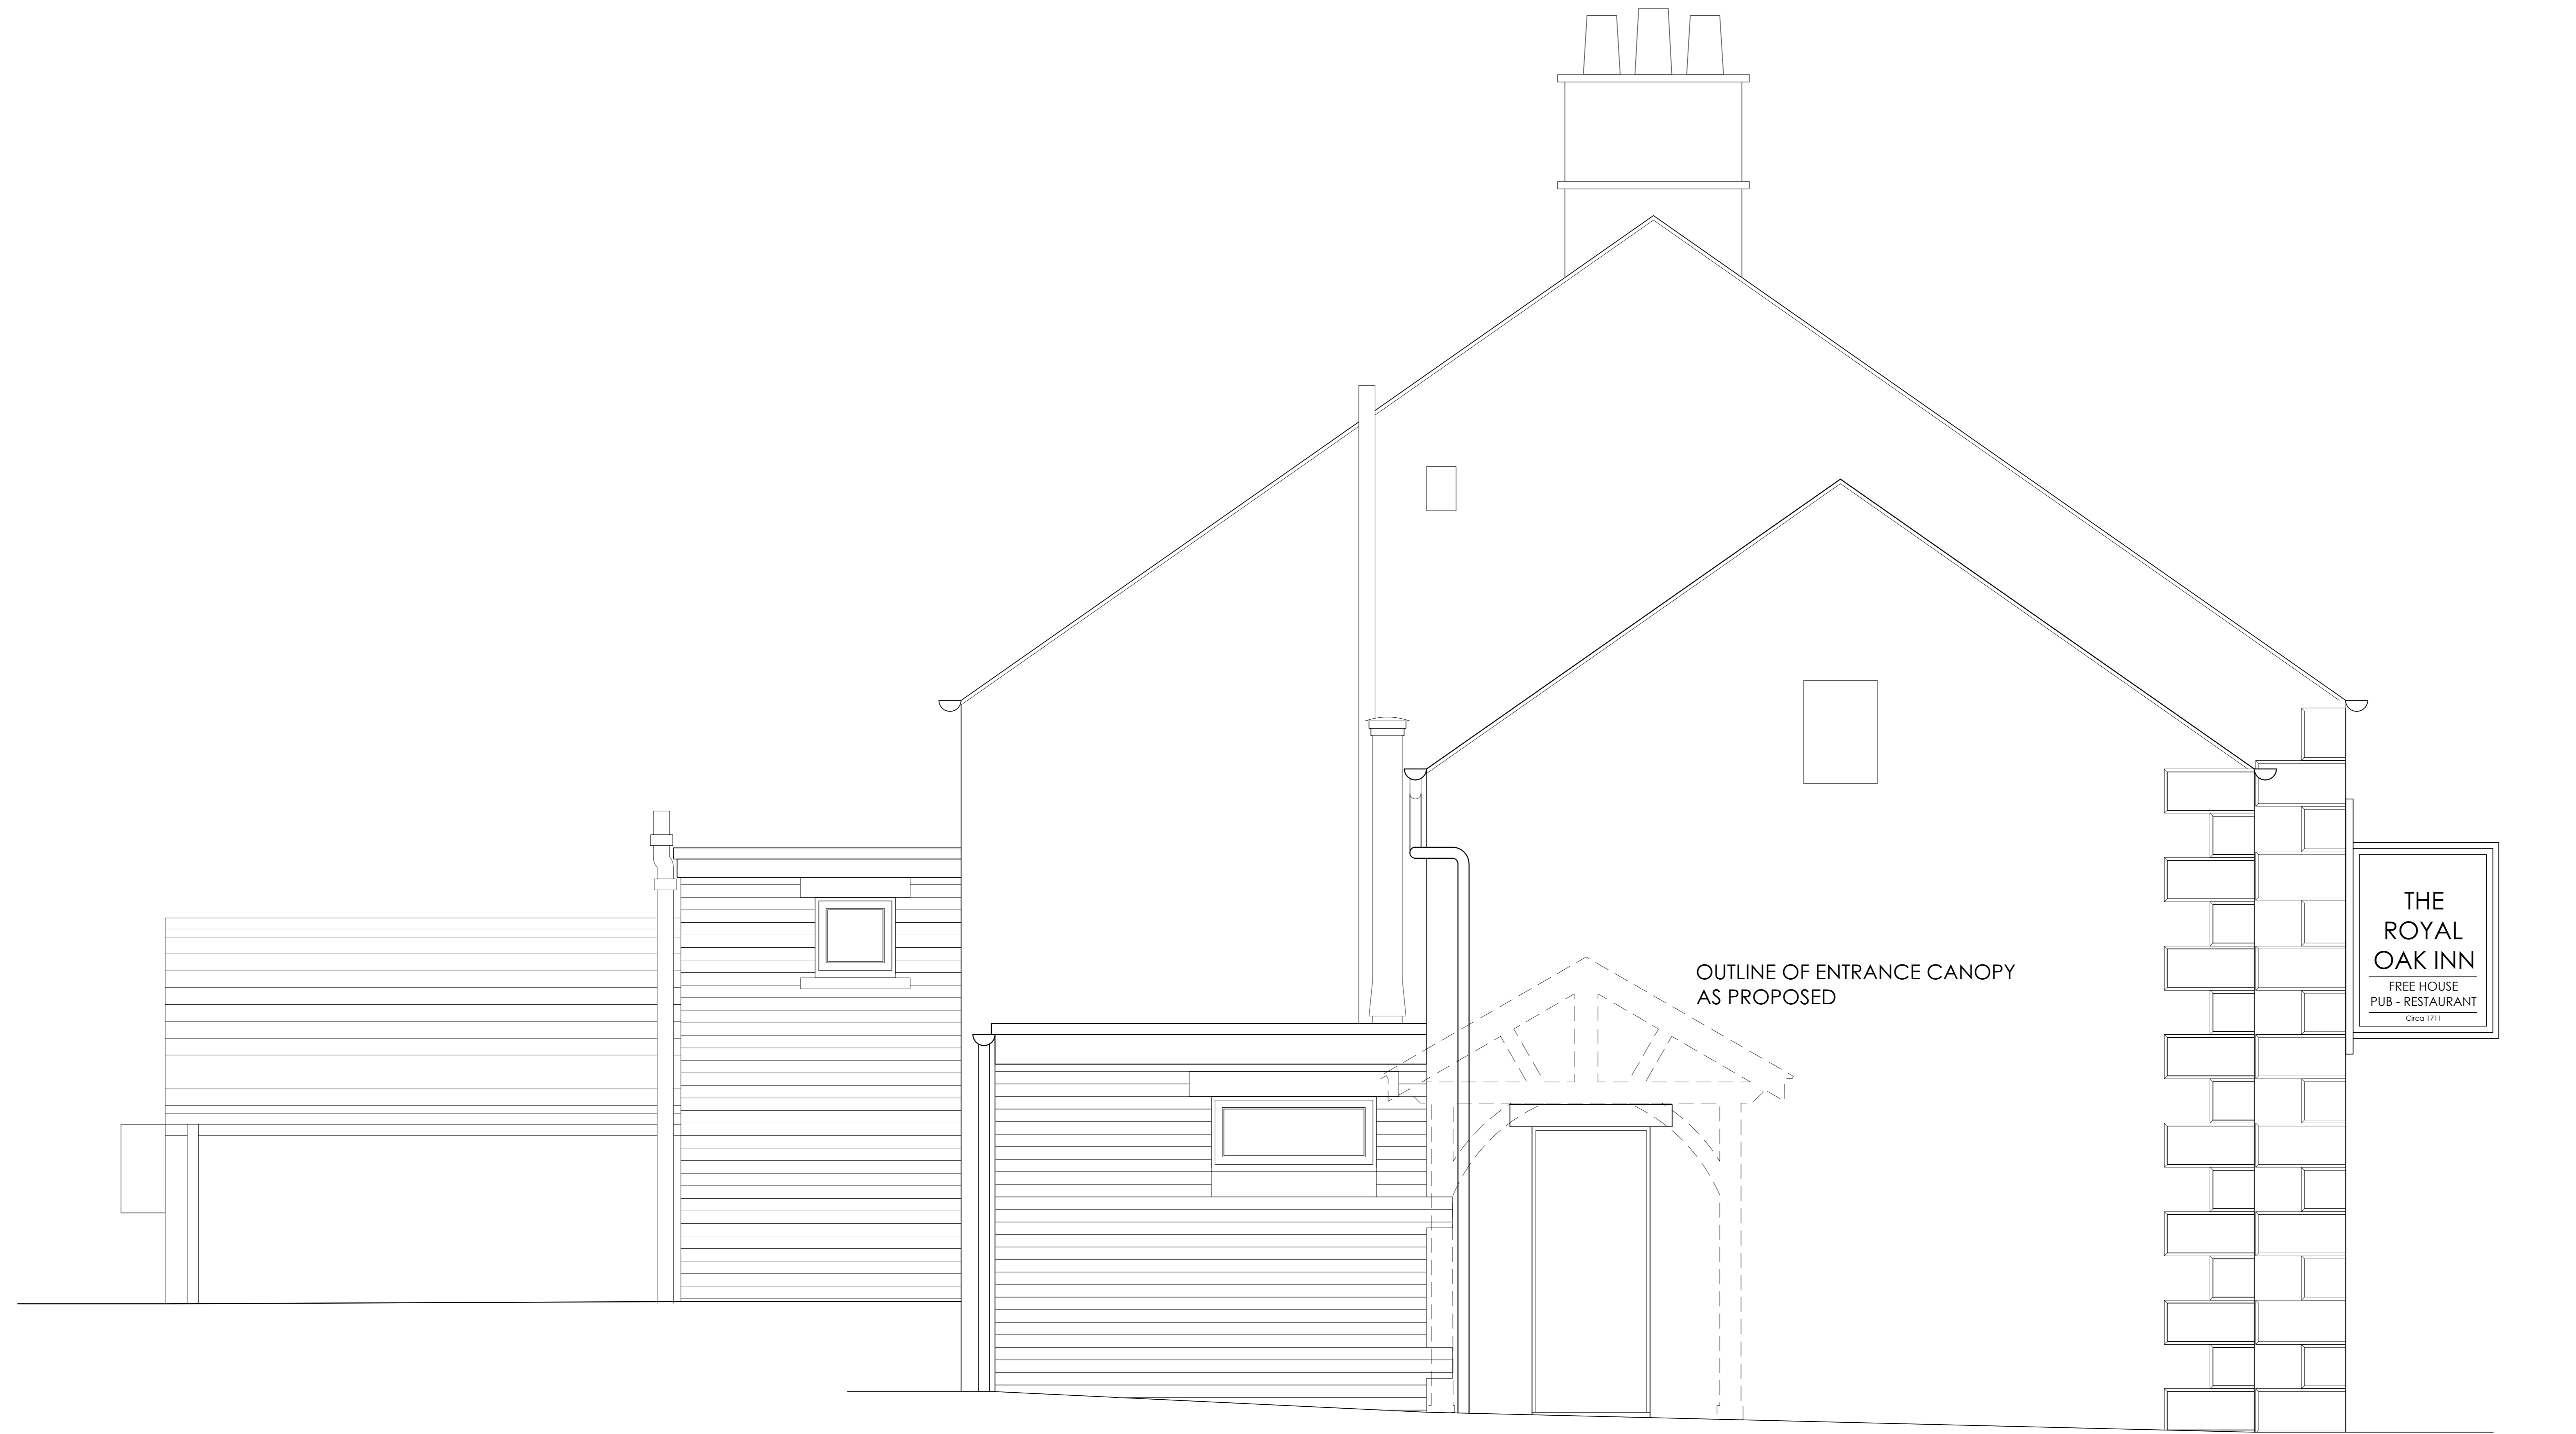 OUTLINE OF ENTRANCE CANOPY
AS PROPOSED
THE
ROYAL
OAK INN
FREE HOUSE
PUB - RESTAURANT
Circa 1711